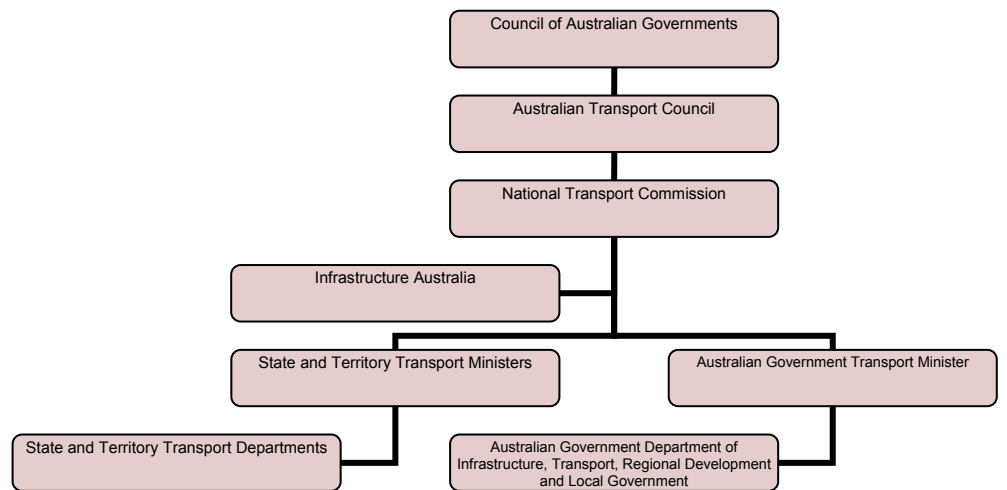 Council of Australian Governments
Australian Transport Council
National Transport Commission
Infrastructure Australia
State and Territory Transport Ministers
Australian Government Transport Minister
State and Territory Transport Departments
Australian Government Department of
Infrastructure, Transport, Regional Development
and Local Government